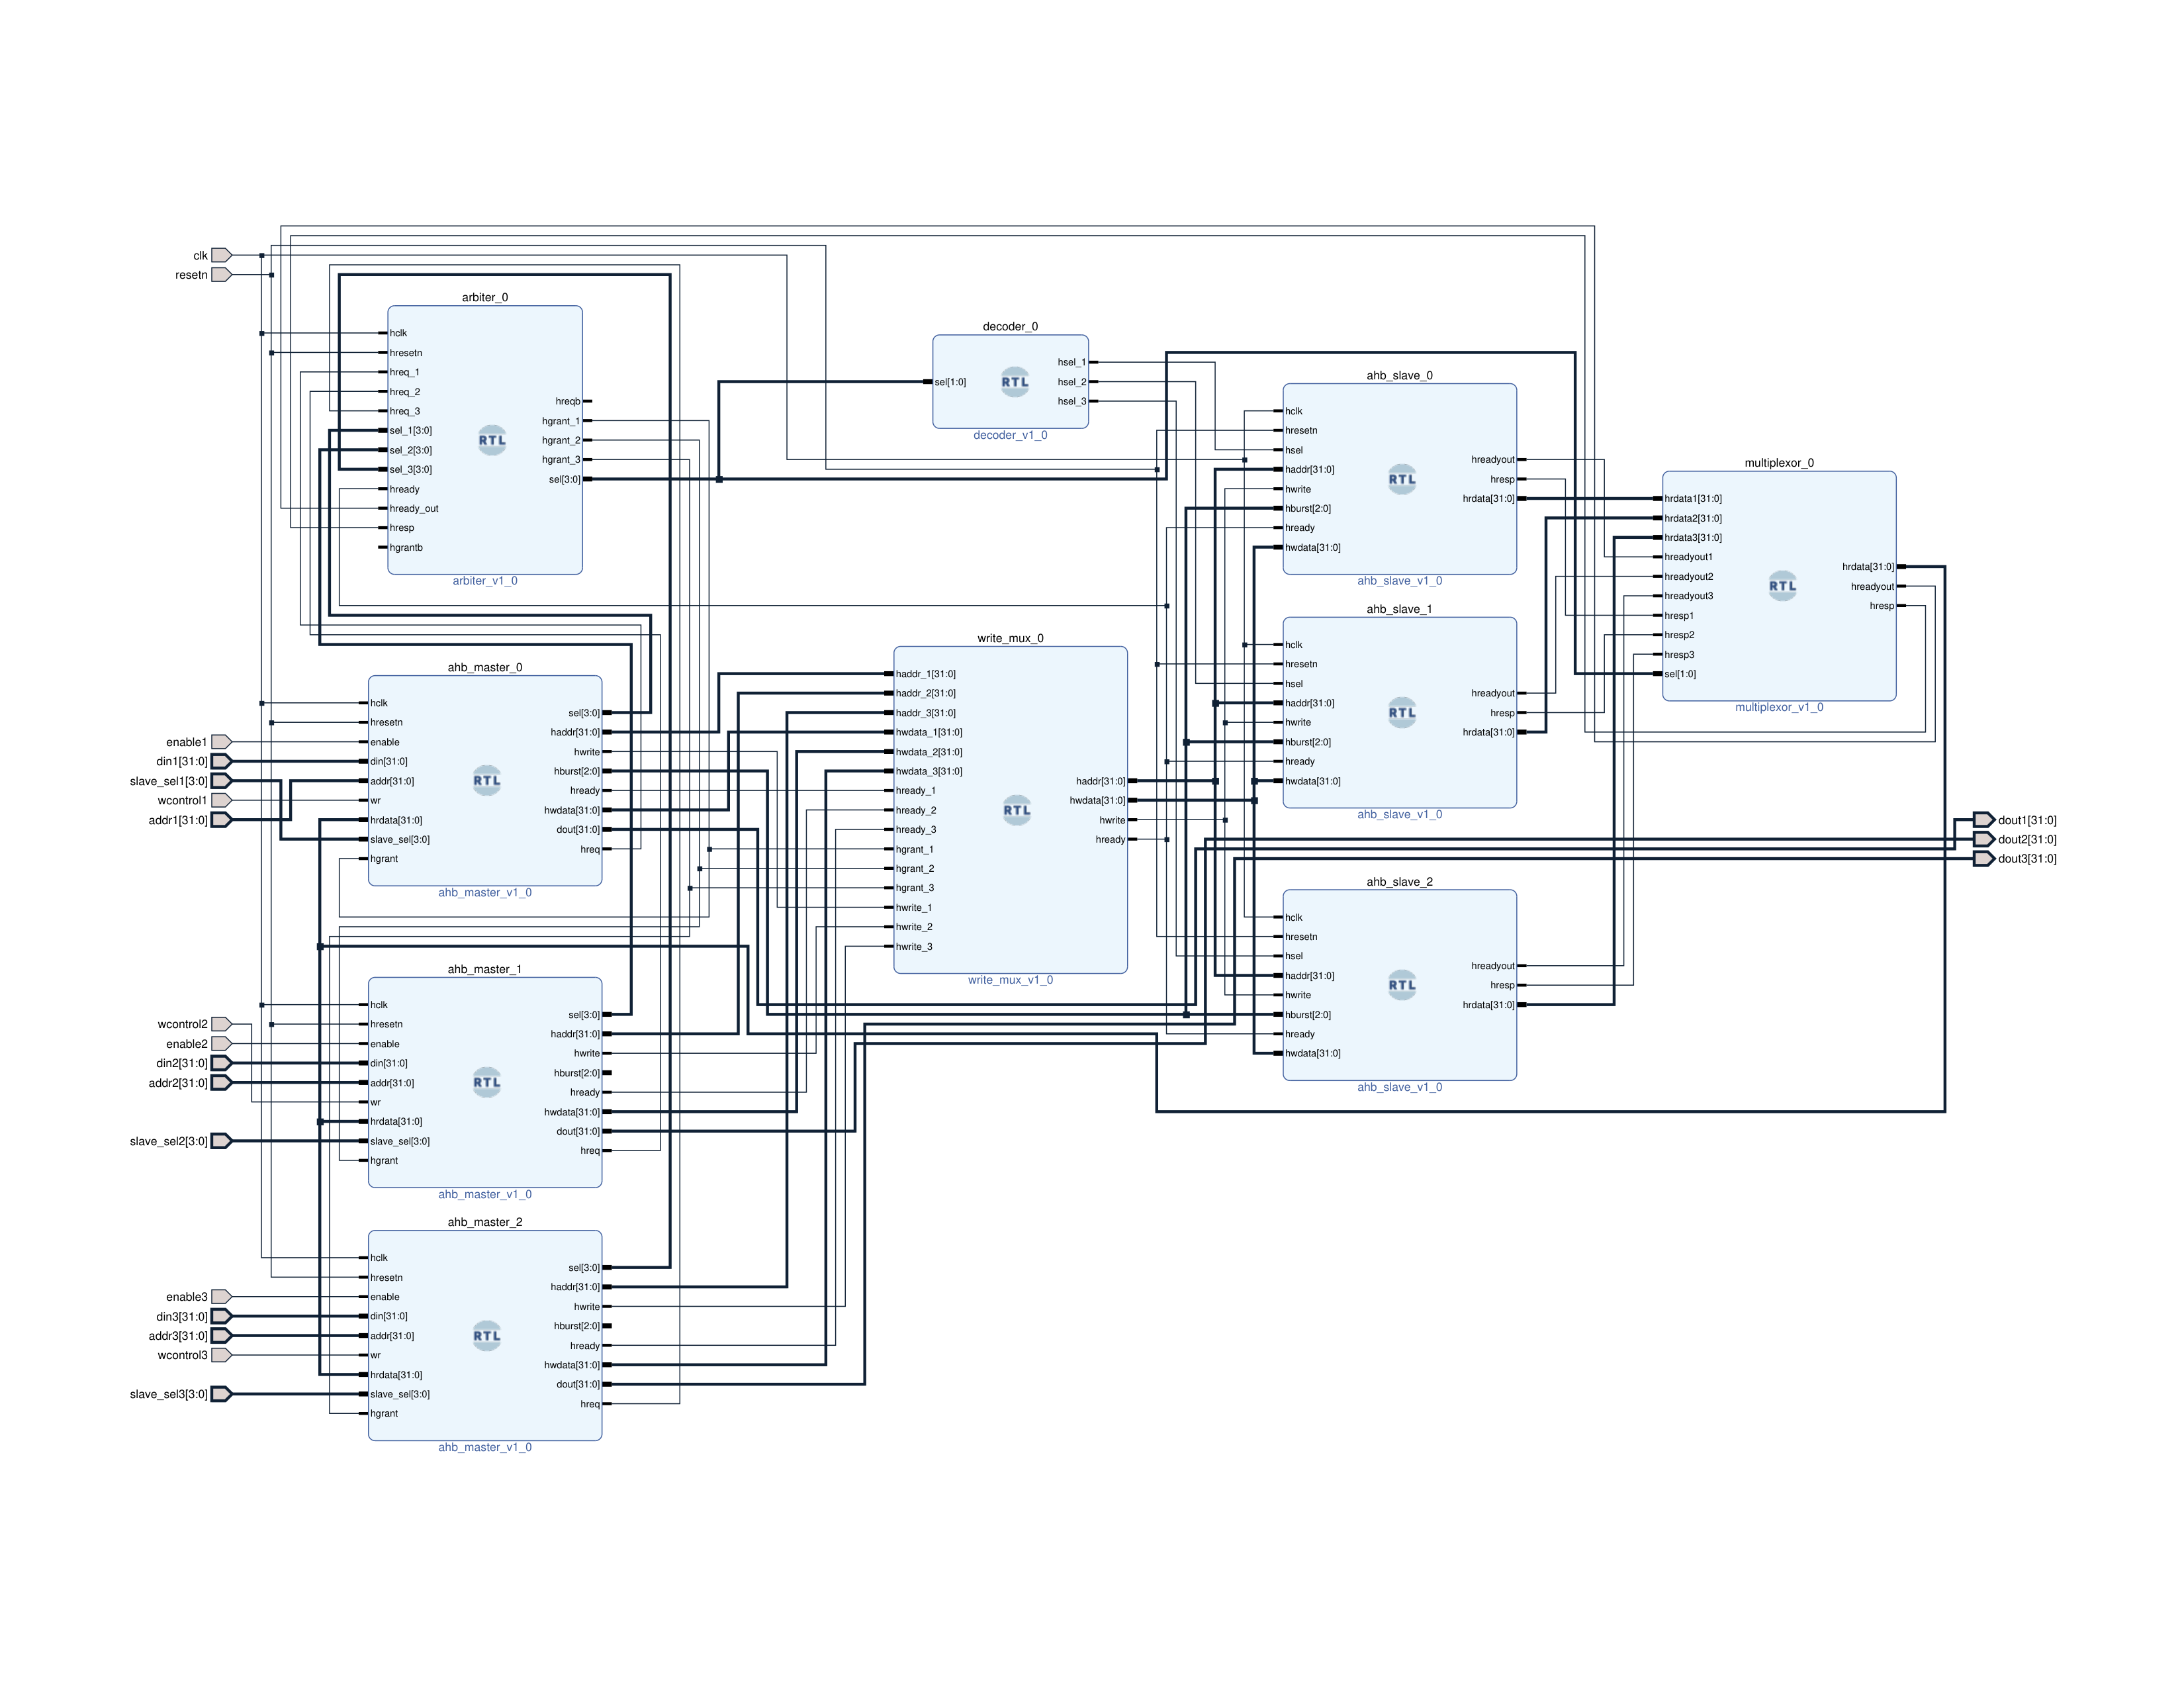 clk
resetn
enable1
din1[31:0]
slave_sel1[3:0]
wcontrol1
addr1[31:0]
wcontrol2
enable2
din2[31:0]
addr2[31:0]
slave_sel2[3:0]
enable3
din3[31:0]
addr3[31:0]
wcontrol3
slave_sel3[3:0]
arbiter_0
hclk
hresetn
hreq_1
hreq_2
hreq_3
sel_1[3:0]
sel_2[3:0]
sel_3[3:0]
hready
hready_out
hresp
hgrantb
RTL
hreqb
hgrant_1
hgrant_2
hgrant_3
sel[3:0]
arbiter_v1_0
ahb_master_0
hclk
hresetn
enable
din[31:0]
addr[31:0]
wr
hrdata[31:0]
slave_sel[3:0]
hgrant
RTL
sel[3:0]
haddr[31:0]
hwrite
hburst[2:0]
hready
hwdata[31:0]
dout[31:0]
hreq
ahb_master_v1_0
ahb_master_1
hclk
hresetn
enable
din[31:0]
addr[31:0]
wr
hrdata[31:0]
slave_sel[3:0]
hgrant
RTL
sel[3:0]
haddr[31:0]
hwrite
hburst[2:0]
hready
hwdata[31:0]
dout[31:0]
hreq
ahb_master_v1_0
ahb_master_2
hclk
hresetn
enable
din[31:0]
addr[31:0]
wr
hrdata[31:0]
slave_sel[3:0]
hgrant
RTL
sel[3:0]
haddr[31:0]
hwrite
hburst[2:0]
hready
hwdata[31:0]
dout[31:0]
hreq
ahb_master_v1_0
decoder_0
sel[1:0]
RTL
hsel_1
hsel_2
hsel_3
decoder_v1_0
write_mux_0
haddr_1[31:0]
haddr_2[31:0]
haddr_3[31:0]
hwdata_1[31:0]
hwdata_2[31:0]
hwdata_3[31:0]
hready_1
hready_2
hready_3
hgrant_1
hgrant_2
hgrant_3
hwrite_1
hwrite_2
hwrite_3
RTL
haddr[31:0]
hwdata[31:0]
hwrite
hready
write_mux_v1_0
ahb_slave_0
hclk
hresetn
hsel
haddr[31:0]
hwrite
hburst[2:0]
hready
hwdata[31:0]
RTL
hreadyout
hresp
hrdata[31:0]
ahb_slave_v1_0
ahb_slave_1
hclk
hresetn
hsel
haddr[31:0]
hwrite
hburst[2:0]
hready
hwdata[31:0]
RTL
hreadyout
hresp
hrdata[31:0]
ahb_slave_v1_0
ahb_slave_2
hclk
hresetn
hsel
haddr[31:0]
hwrite
hburst[2:0]
hready
hwdata[31:0]
RTL
hreadyout
hresp
hrdata[31:0]
ahb_slave_v1_0
multiplexor_0
hrdata1[31:0]
hrdata2[31:0]
hrdata3[31:0]
hreadyout1
hreadyout2
hreadyout3
hresp1
hresp2
hresp3
sel[1:0]
RTL
hrdata[31:0]
hreadyout
hresp
multiplexor_v1_0
dout1[31:0]
dout2[31:0]
dout3[31:0]